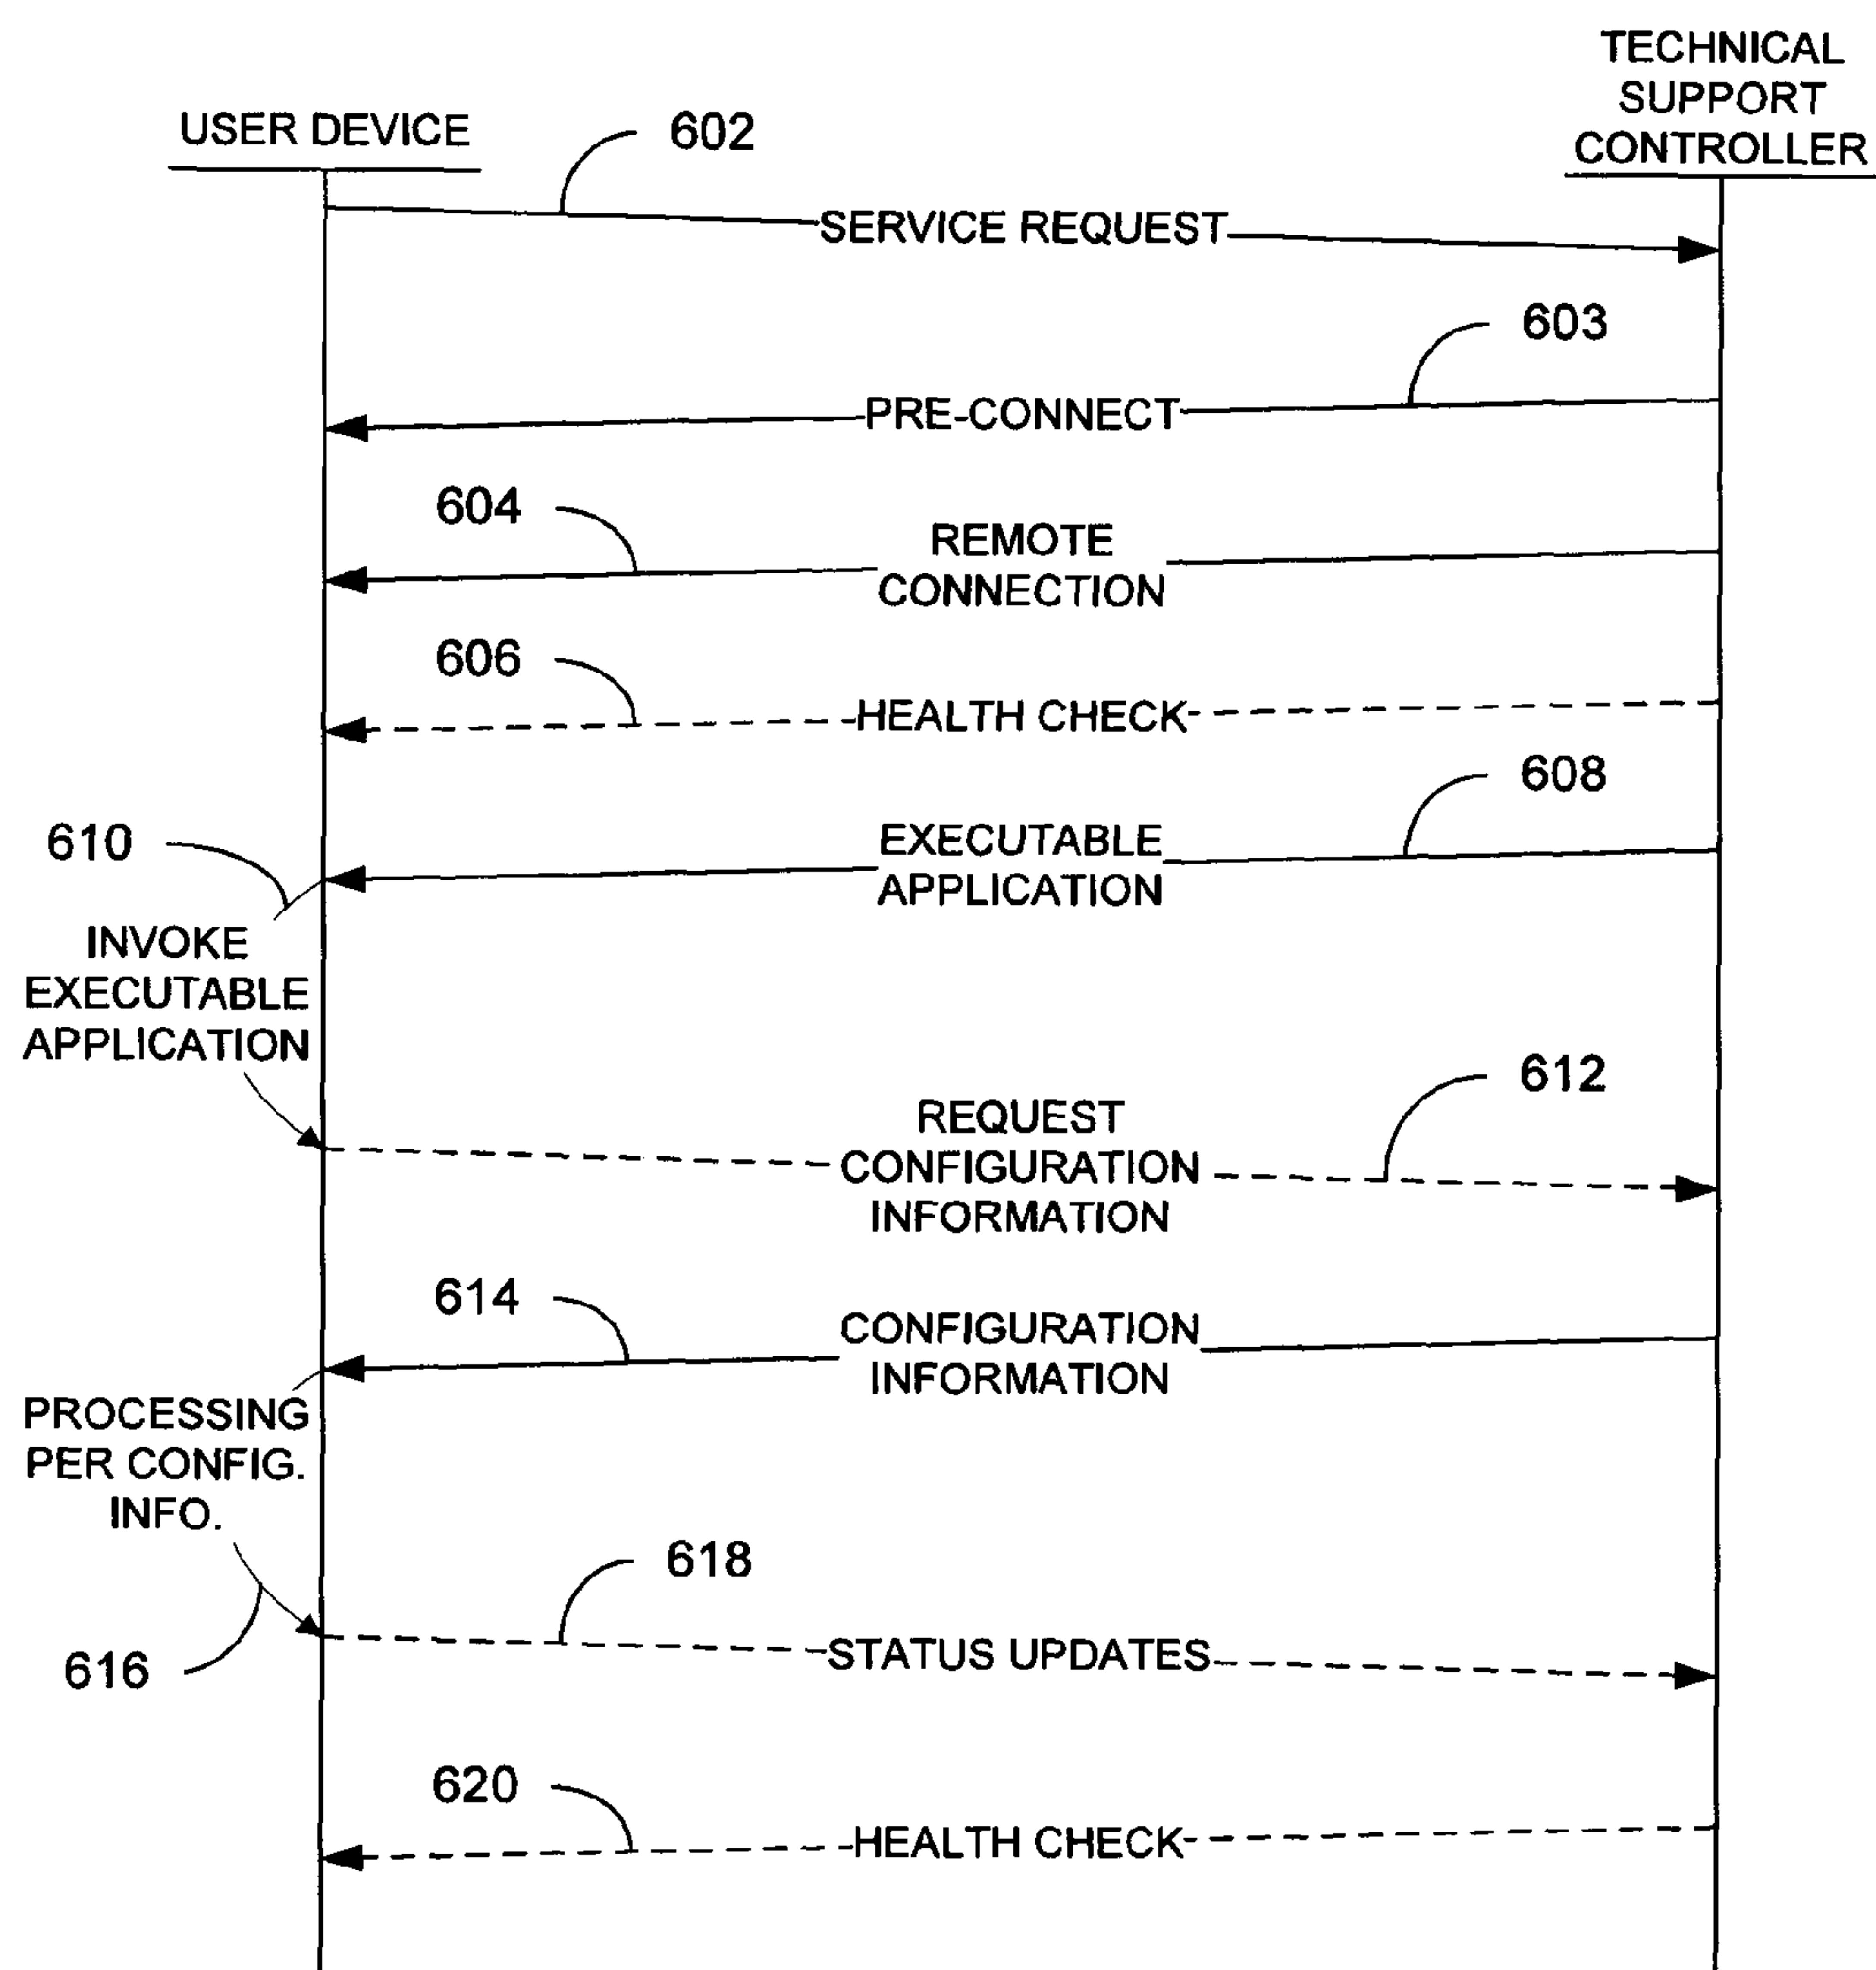 TECHNICAL
SUPPORT
CONTROLLER
USER DEVICE
602
SERVICE REQUEST
603
PRE-CONNECT
604
REMOTE
CONNECTION
606
HEALTH CHECK
608
EXECUTABLE
APPLICATION
610
INVOKE
EXECUTABLE
APPLICATION
612
REQUEST
CONFIGURATION
INFORMATION
614
CONFIGURATION
INFORMATION
PROCESSING
PER CONFIG.
INFO.
616
618
STATUS UPDATES
620
HEALTH CHECK